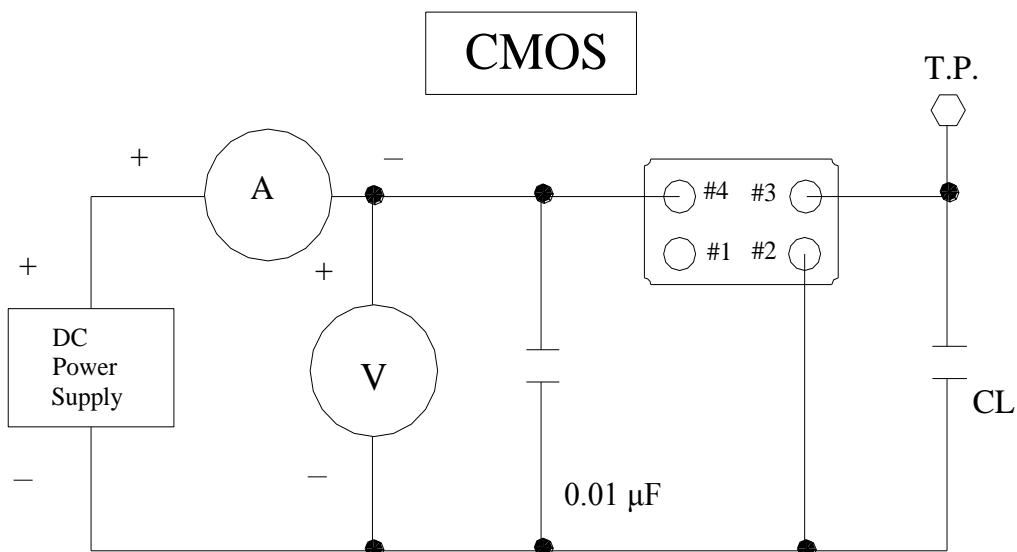 CMOS
T.P.
+
–
A
#4 #3
+
+
#1 #2
DC
Power
Supply
V
CL
–
–
0.01 μF